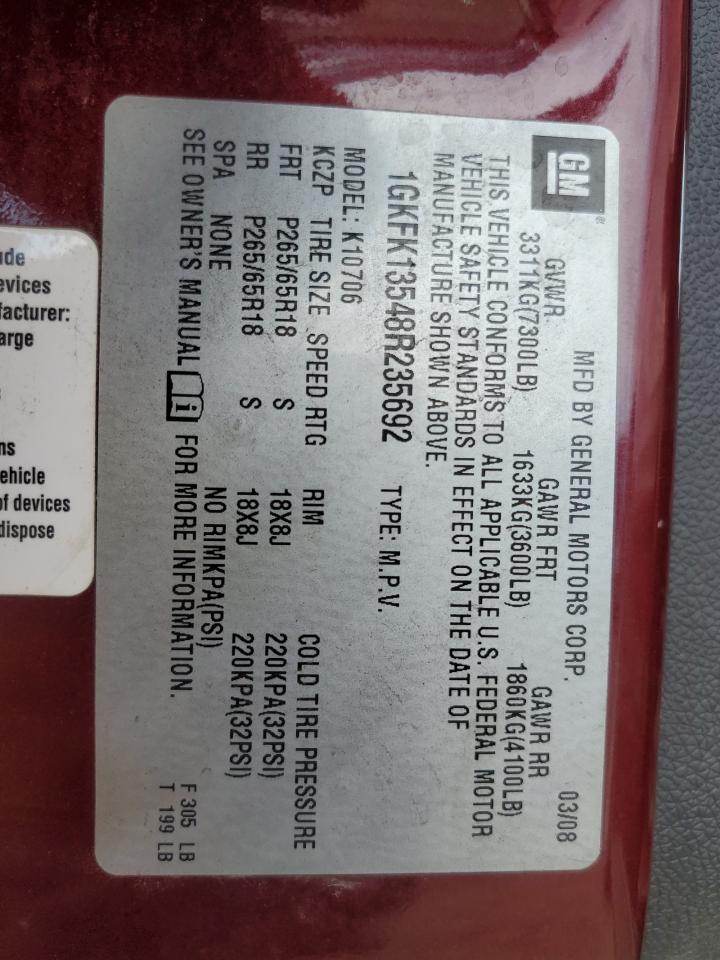 GM®
MFD BY GENERAL MOTORS CORP. 03/08
GVWR GAWR FRT GAWR RR
3311KG(7300LB) 1633KG(3600LB) 1860KG(4100LB)
THIS VEHICLE CONFORMS TO ALL APPLICABLE U.S. FEDERAL MOTOR
VEHICLE SAFETY STANDARDS IN EFFECT ON THE DATE OF
MANUFACTURE SHOWN ABOVE.
1GKFK13548R235692 TYPE: M.P.V.
MODEL: K10706
KCZP TIRE SIZE SPEED RTG RIM COLD TIRE PRESSURE
FRT P265/65R18 S 18X8J 220KPA(32PSI)
RR P265/65R18 S 18X8J 220KPA(32PSI)
SPA NONE NO RIMKPA(PSI)
SEE OWNER'S MANUAL i FOR MORE INFORMATION.
F 305 LB
T 199 LB
ude
evices
facturer:
arge
ns
ehicle
of devices
dispose